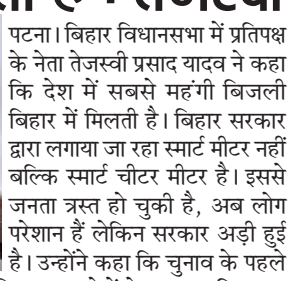 पटना। बिहार विधानसभा में प्रतिपक्ष
के नेता तेजस्वी प्रसाद यादव ने कहा
कि देश में सबसे महंगी बिजली
बिहार में मिलती है। बिहार सरकार
द्वारा लगाया जा रहा स्मार्ट मीटर नहीं
बल्कि स्मार्ट चीटर मीटर है। इससे
जनता त्रस्त हो चुकी है, अब लोग
परेशान हैं लेकिन सरकार अड़ी हुई
है। उन्होंने कहा कि चुनाव के पहले